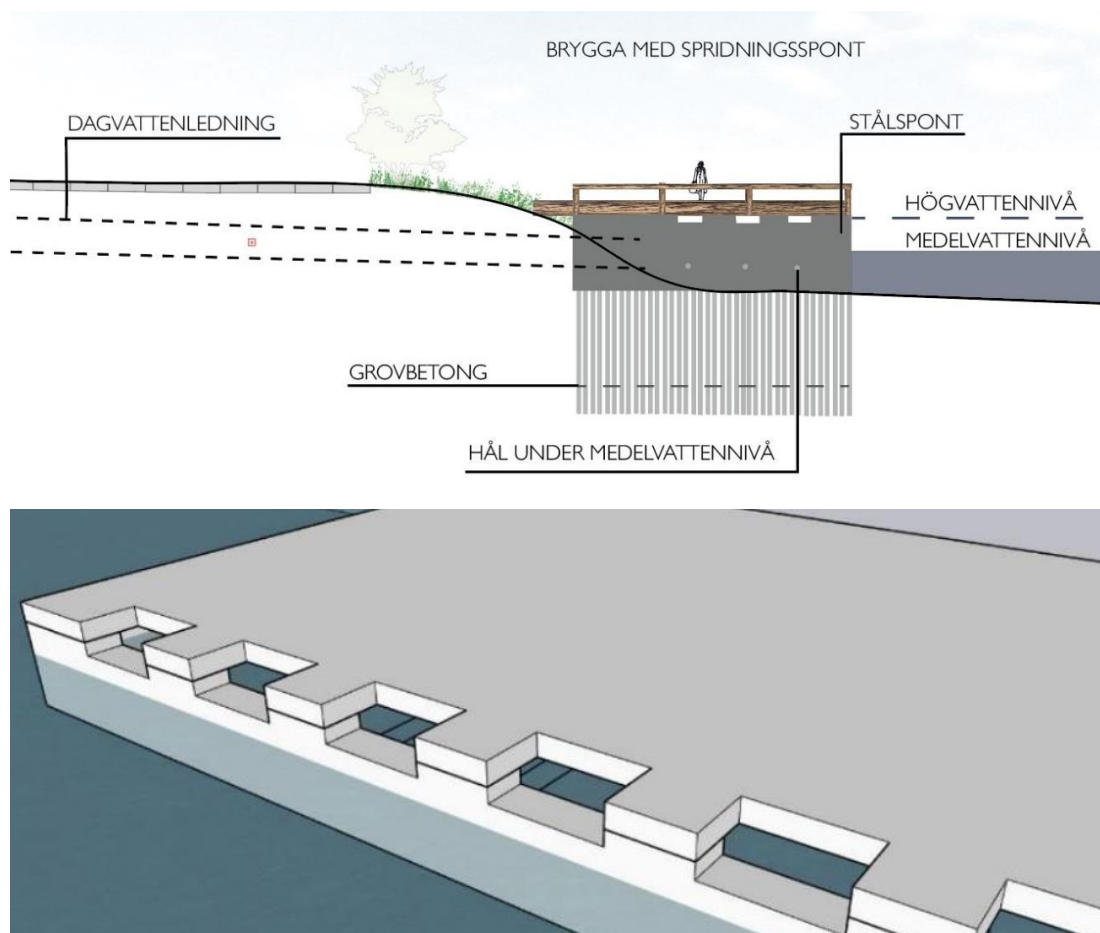 BRYGGA MED SPRIDNINGSSPONT
DAGVATTENLEDNING
STÅLSPONT
HÖGVATTENNIVÅ
MEDELVATTENNIVÅ
GROVBETONG
HÅL UNDER MEDELVATTENNIVÅ